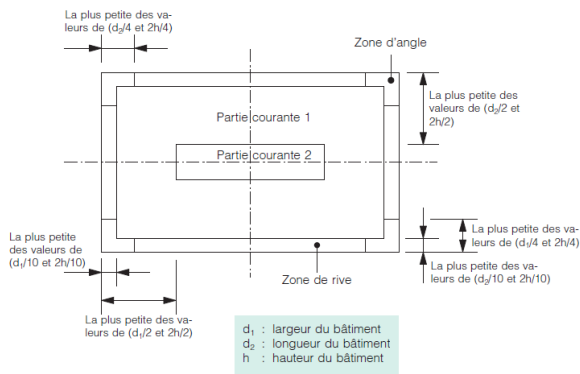 La plus petite des va-
leurs de (d₂/4 et 2h/4)
Zone d'angle
La plus petite des
valeurs de (d₂/2 et
2h/2)
Partie courante 1
Partie courante 2
La plus petite
des valeurs de
(d₁/10 et 2h/10)
La plus petite des va-
leurs de (d₁/4 et 2h/4)
La plus petite des va-
leurs de (d₂/10 et 2h/10)
Zone de rive
La plus petite des va-
leurs de (d₁/2 et 2h/2)
d₁ : largeur du bâtiment
d₂ : longueur du bâtiment
h : hauteur du bâtiment